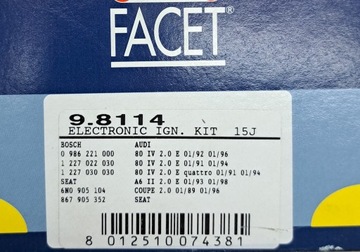 FACET
9.8114
ELECTRONIC IGN. KIT 15J
BOSCH AUDI
0 986 221 000 80 IV 2.0 E 01/92 01/96
1 227 022 030 80 IV 2.0 E 01/91 01/94
1 227 030 030 80 IV 2.0 E quattro 01/91 01/94
SEAT A6 II 2.0 E 01/93 01/98
6N0 905 104 COUPE 2.0 01/89 01/96
867 905 352 SEAT
8 012510 074381